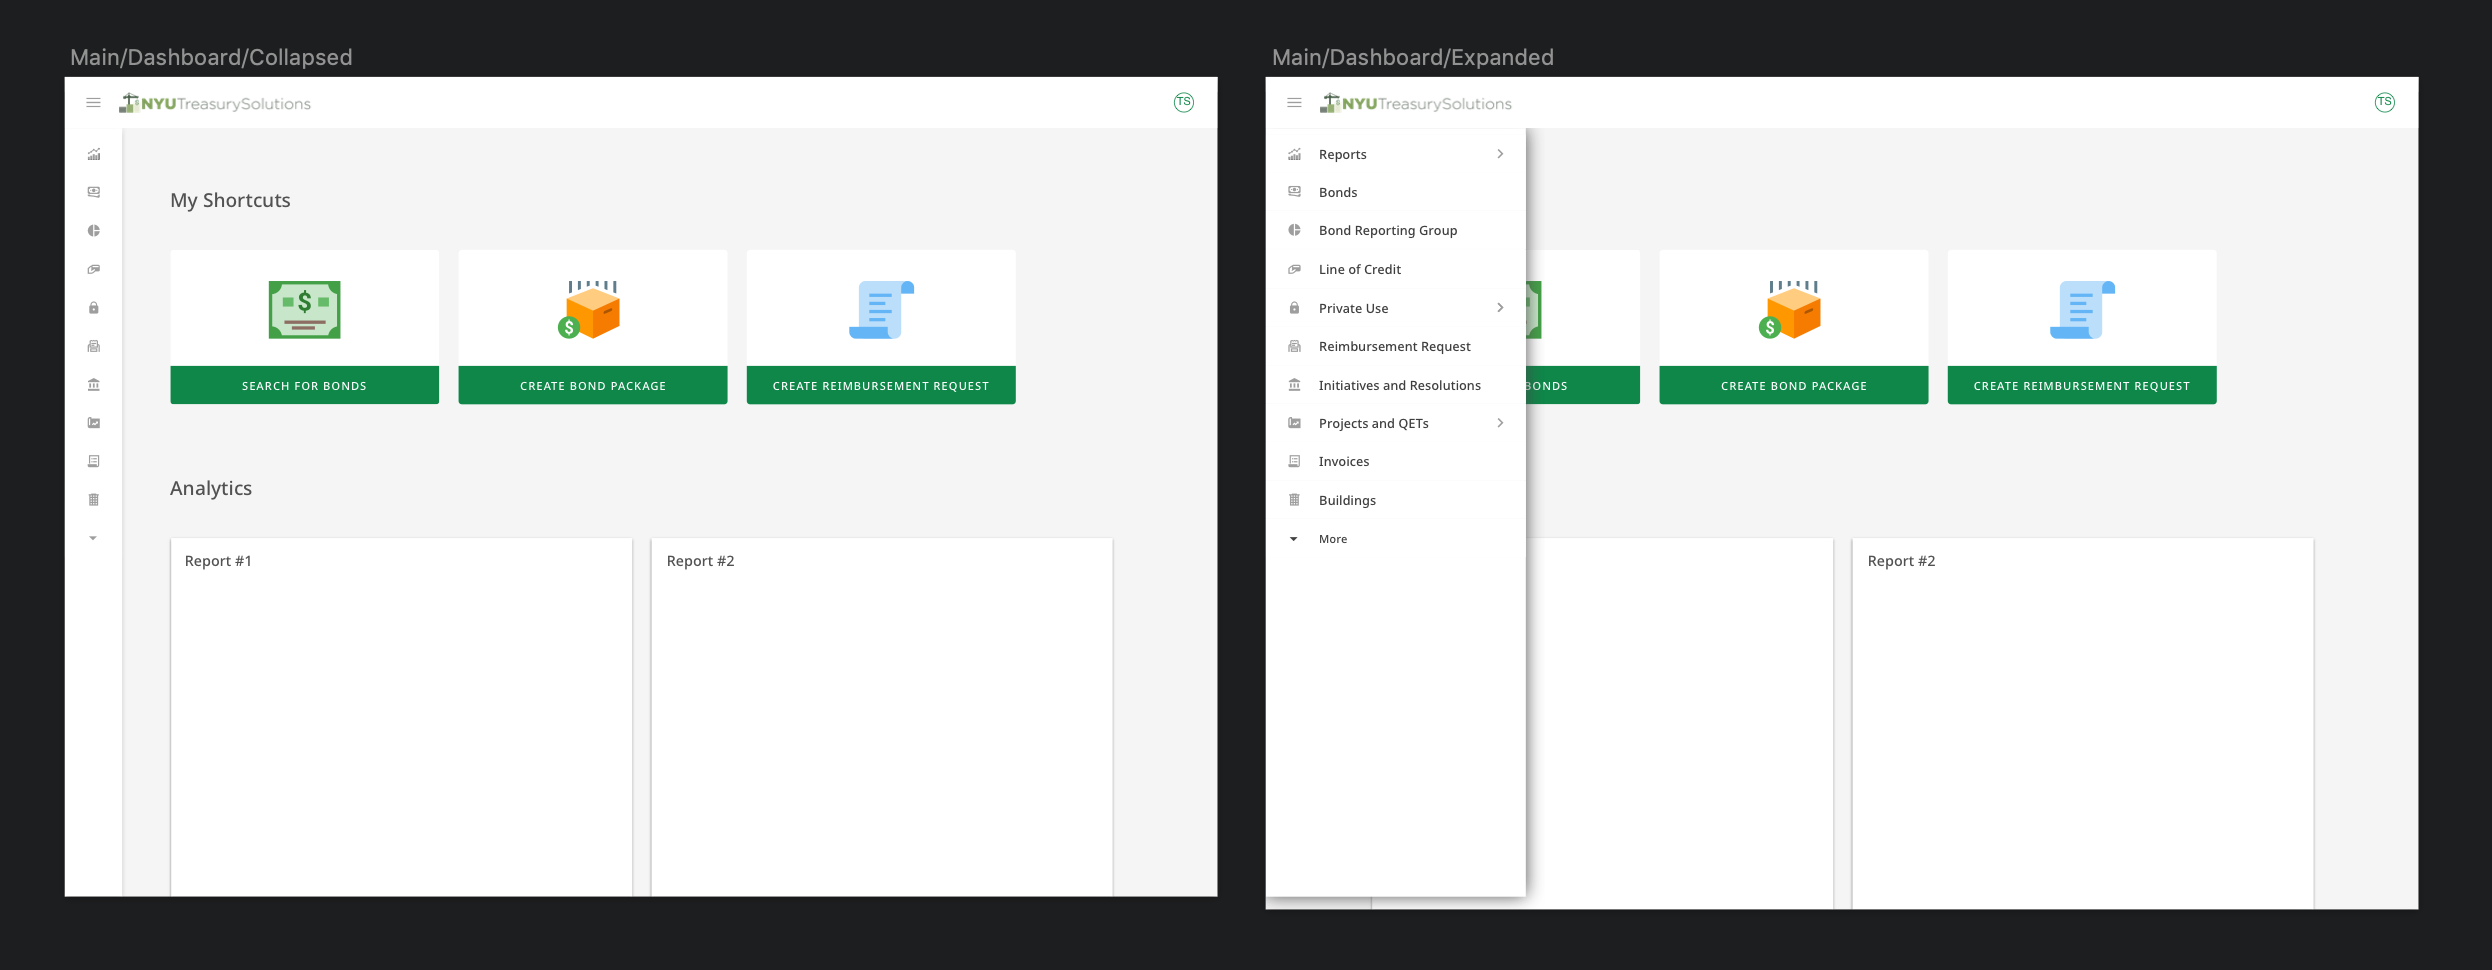 Main/Dashboard/Collapsed
NYUTreasurySolutions
TS
My Shortcuts
$
$
SEARCH FOR BONDS
CREATE BOND PACKAGE
CREATE REIMBURSEMENT REQUEST
Analytics
Report #1
Report #2
Main/Dashboard/Expanded
NYUTreasurySolutions
TS
Reports
Bonds
Bond Reporting Group
Line of Credit
Private Use
Reimbursement Request
Initiatives and Resolutions
Projects and QETs
Invoices
Buildings
More
$
BONDS
CREATE BOND PACKAGE
CREATE REIMBURSEMENT REQUEST
Report #2